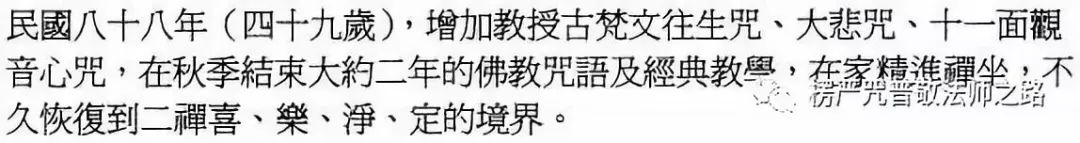 民國八十八年（四十九歲），增加教授古梵文往生咒、大悲咒、十一面觀
音心咒，在秋季結束大約二年的佛教咒語及經典教學，在家精進禪坐，不
久恢復到二禪喜、樂、淨、定的境界。
楞严咒普敬法师之路